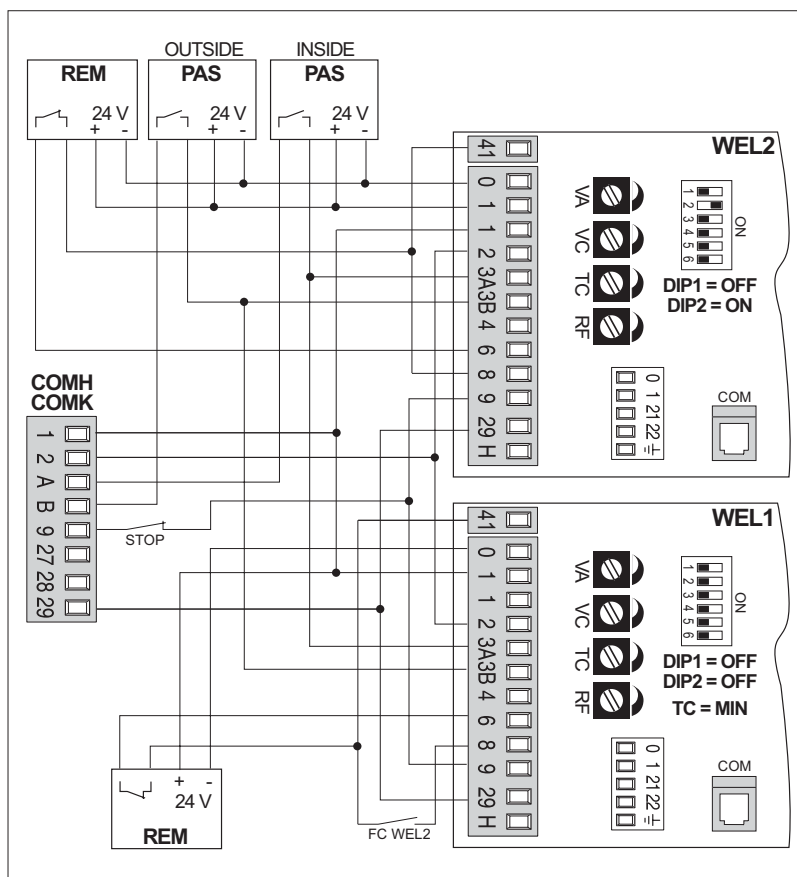 OUTSIDE
INSIDE
REM
PAS
PAS
24 V
+ -
24 V
+ -
24 V
+ -
WEL2
41
0
1
1
2
3A
3B
4
6
8
9
29
H
VA
VC
TC
RF
1
2
3
4
5
6
ON
DIP1 = OFF
DIP2 = ON
0
1
21
22
COM
COMH
COMK
1
2
A
B
9
27
28
29
STOP
WEL1
41
0
1
1
2
3A
3B
4
6
8
9
29
H
VA
VC
TC
RF
1
2
3
4
5
6
ON
DIP1 = OFF
DIP2 = OFF
TC = MIN
0
1
21
22
COM
+ -
24 V
REM
FC WEL2